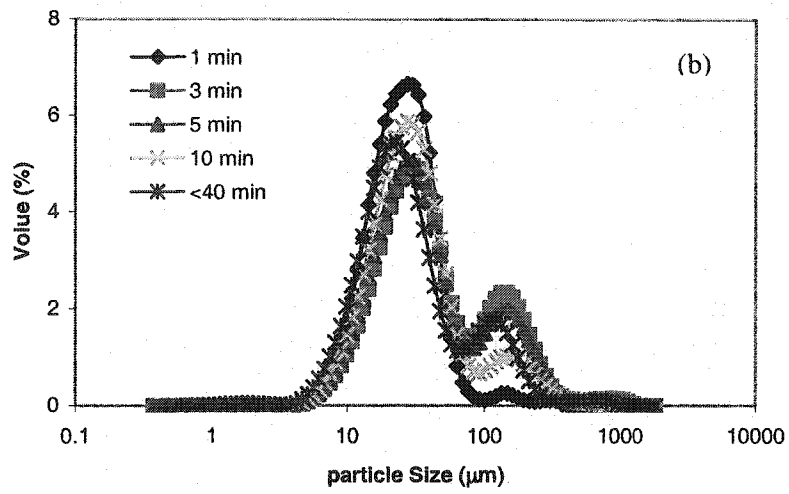 8
(b)
1 min
3 min
5 min
10 min
<40 min
6
4
2
0
Volue (%)
0.1
1
10
100
1000
10000
particle Size (μm)